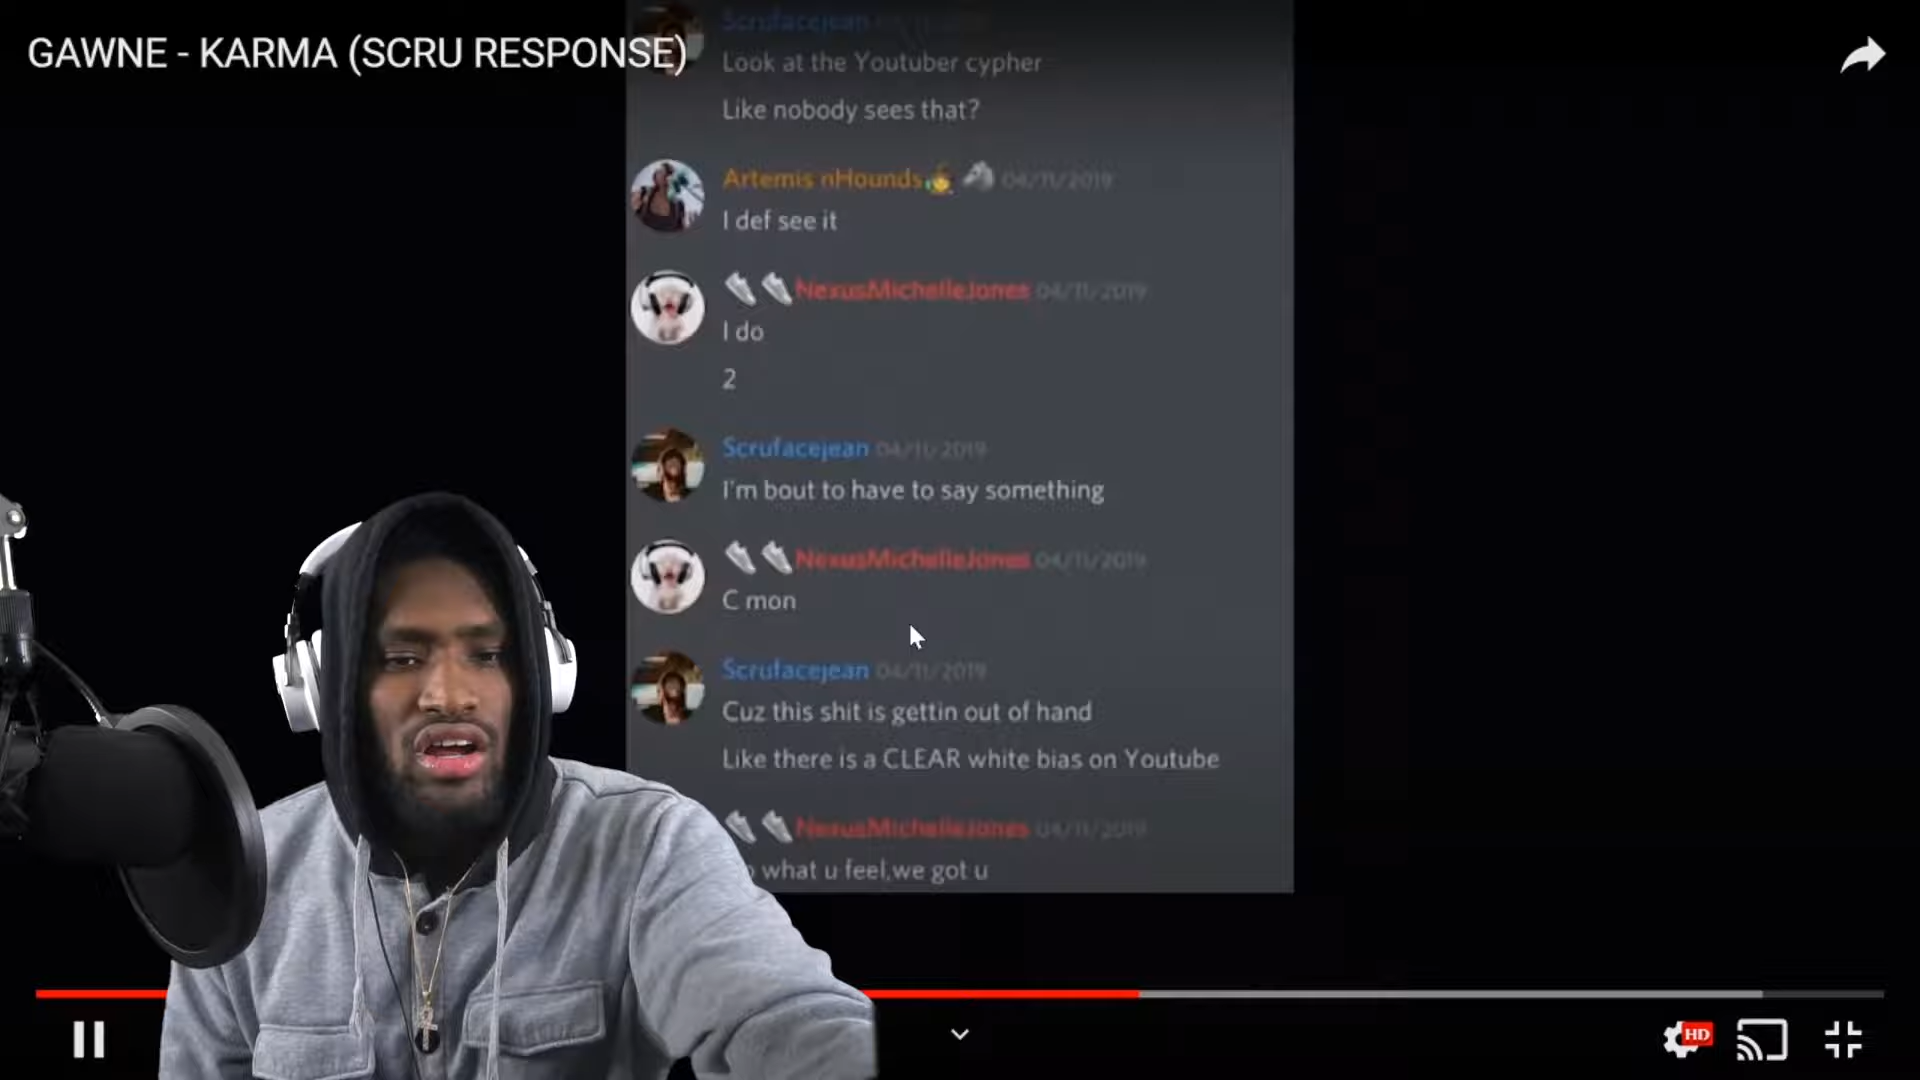 GAWNE - KARMA (SCRU RESPONSE)
Scrufacejean 04/11/2019
Look at the Youtuber cypher
Like nobody sees that?
Artemis nHounds 04/11/2019
I def see it
NexusMichelleJones 04/11/2019
I do
2
Scrufacejean 04/11/2019
I'm bout to have to say something
NexusMichelleJones 04/11/2019
C mon
Scrufacejean 04/11/2019
Cuz this shit is gettin out of hand
Like there is a CLEAR white bias on Youtube
NexusMichelleJones 04/11/2019
what u feel,we got u
HD